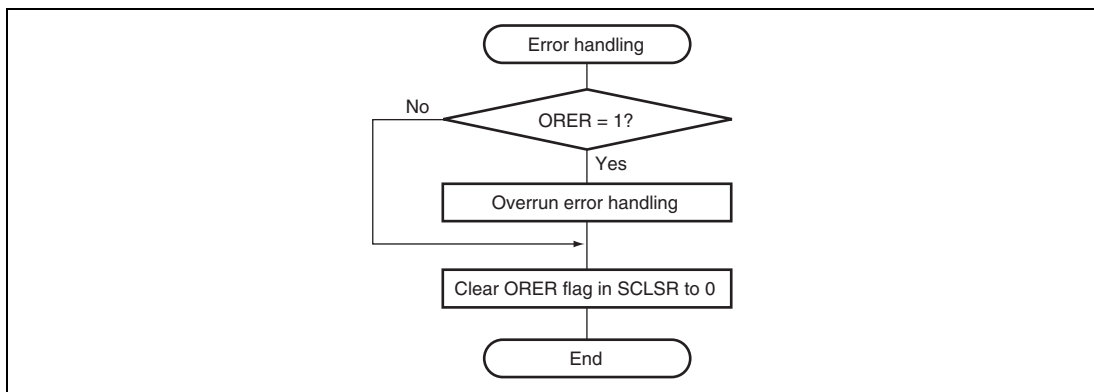 Error handling
No
ORER = 1?
Yes
Overrun error handling
Clear ORER flag in SCLSR to 0
End